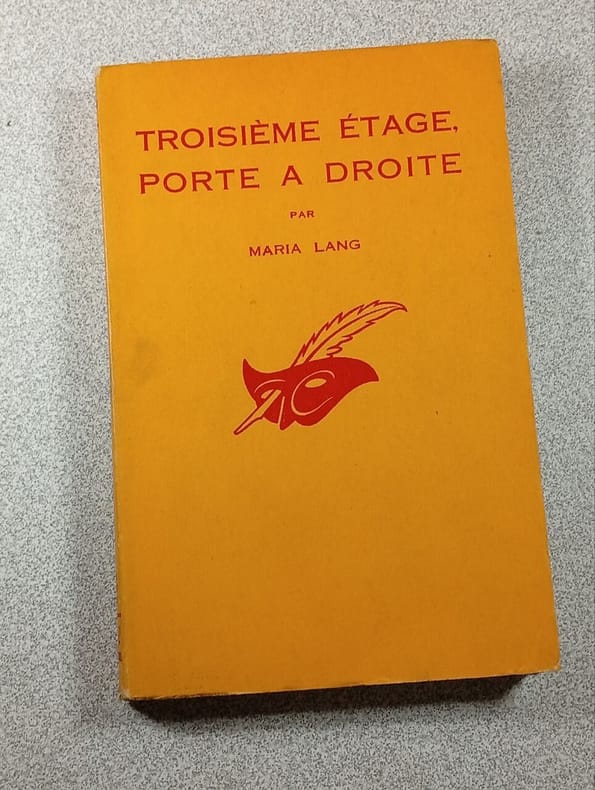 TROISIÈME ÉTAGE,
PORTE A DROITE
PAR
MARIA LANG